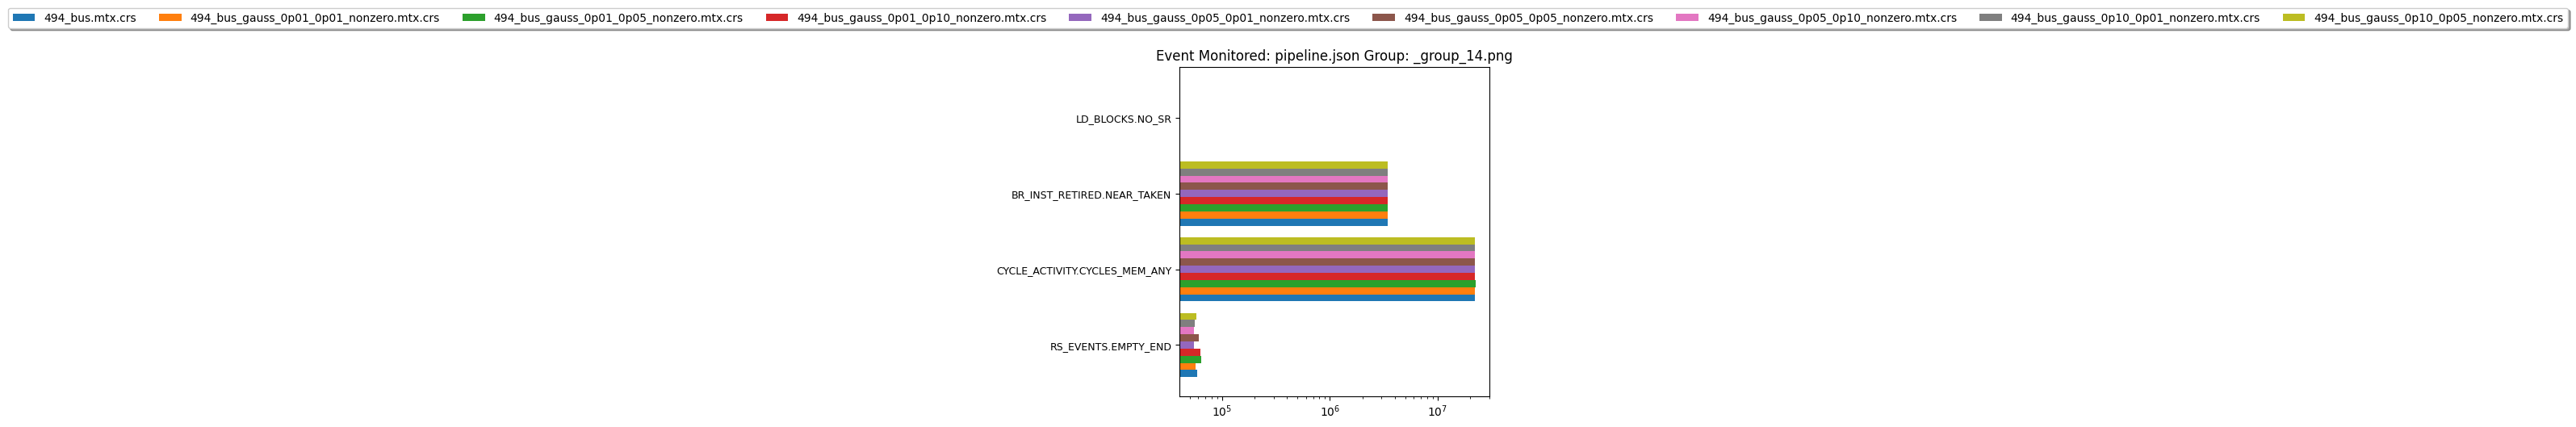 494_bus.mtx.crs 494_bus_gauss_0p01_0p01_nonzero.mtx.crs 494_bus_gauss_0p01_0p05_nonzero.mtx.crs 494_bus_gauss_0p01_0p10_nonzero.mtx.crs 494_bus_gauss_0p05_0p01_nonzero.mtx.crs 494_bus_gauss_0p05_0p05_nonzero.mtx.crs 494_bus_gauss_0p05_0p10_nonzero.mtx.crs 494_bus_gauss_0p10_0p01_nonzero.mtx.crs 494_bus_gauss_0p10_0p05_nonzero.mtx.crs
Event Monitored: pipeline.json Group: _group_14.png
LD_BLOCKS.NO_SR
BR_INST_RETIRED.NEAR_TAKEN
CYCLE_ACTIVITY.CYCLES_MEM_ANY
RS_EVENTS.EMPTY_END
10⁵ 10⁶ 10⁷